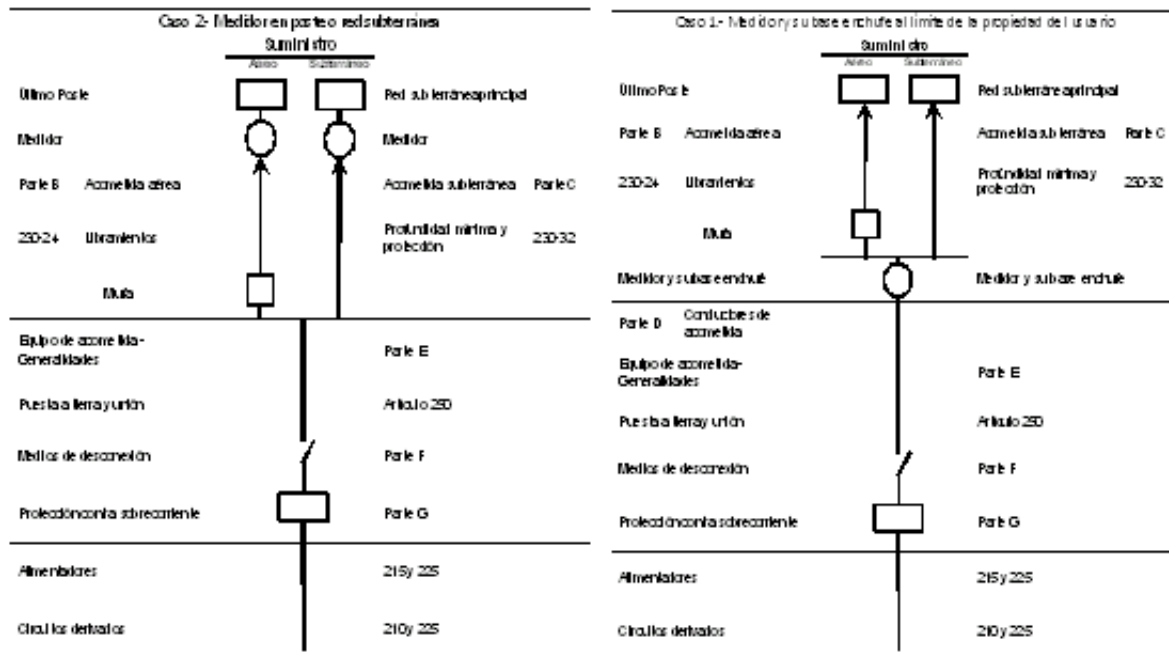 Caso 2- Medidor en poste o red subterránea
Suministro
Aéreo Subterráneo
Último Poste Red subterránea principal
Medidor Medidor
Parte B Acometida aérea Acometida subterránea Parte C
230-24 Libramientos Profundidad mínima y protección 230-32
Mufa
Equipo de acometida- Generalidades Parte E
Puesta a tierra y unión Artículo 250
Medios de desconexión Parte F
Protección contra sobrecorriente Parte G
Alimentadores 215 y 225
Circuitos derivados 210 y 225
Caso 1.- Medidor y su base enchufe al límite de la propiedad del usuario
Suministro
Aéreo Subterráneo
Último Poste Red subterránea principal
Parte B Acometida aérea Acometida subterránea Parte C
230-24 Libramientos Profundidad mínima y protección 230-32
Mufa
Medidor y su base enchufe Medidor y su base enchufe
Parte D Conductores de acometida
Equipo de acometida- Generalidades Parte E
Puesta a tierra y unión Artículo 250
Medios de desconexión Parte F
Protección contra sobrecorriente Parte G
Alimentadores 215 y 225
Circuitos derivados 210 y 225